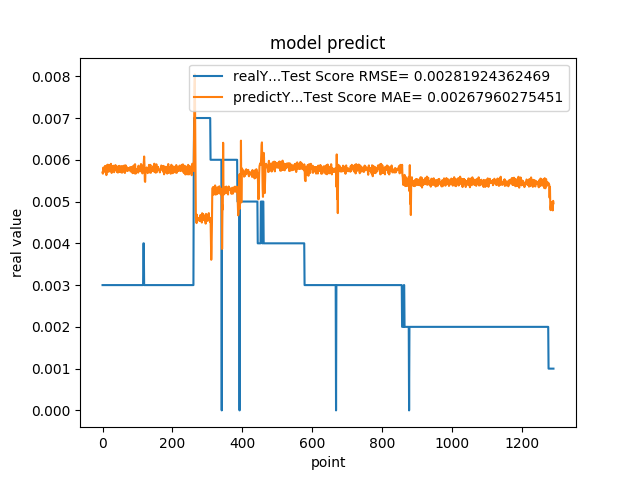 model predict
realY...Test Score RMSE= 0.00281924362469
predictY...Test Score MAE= 0.00267960275451
0.008
0.007
0.006
0.005
0.004
0.003
0.002
0.001
0.000
real value
0 200 400 600 800 1000 1200
point